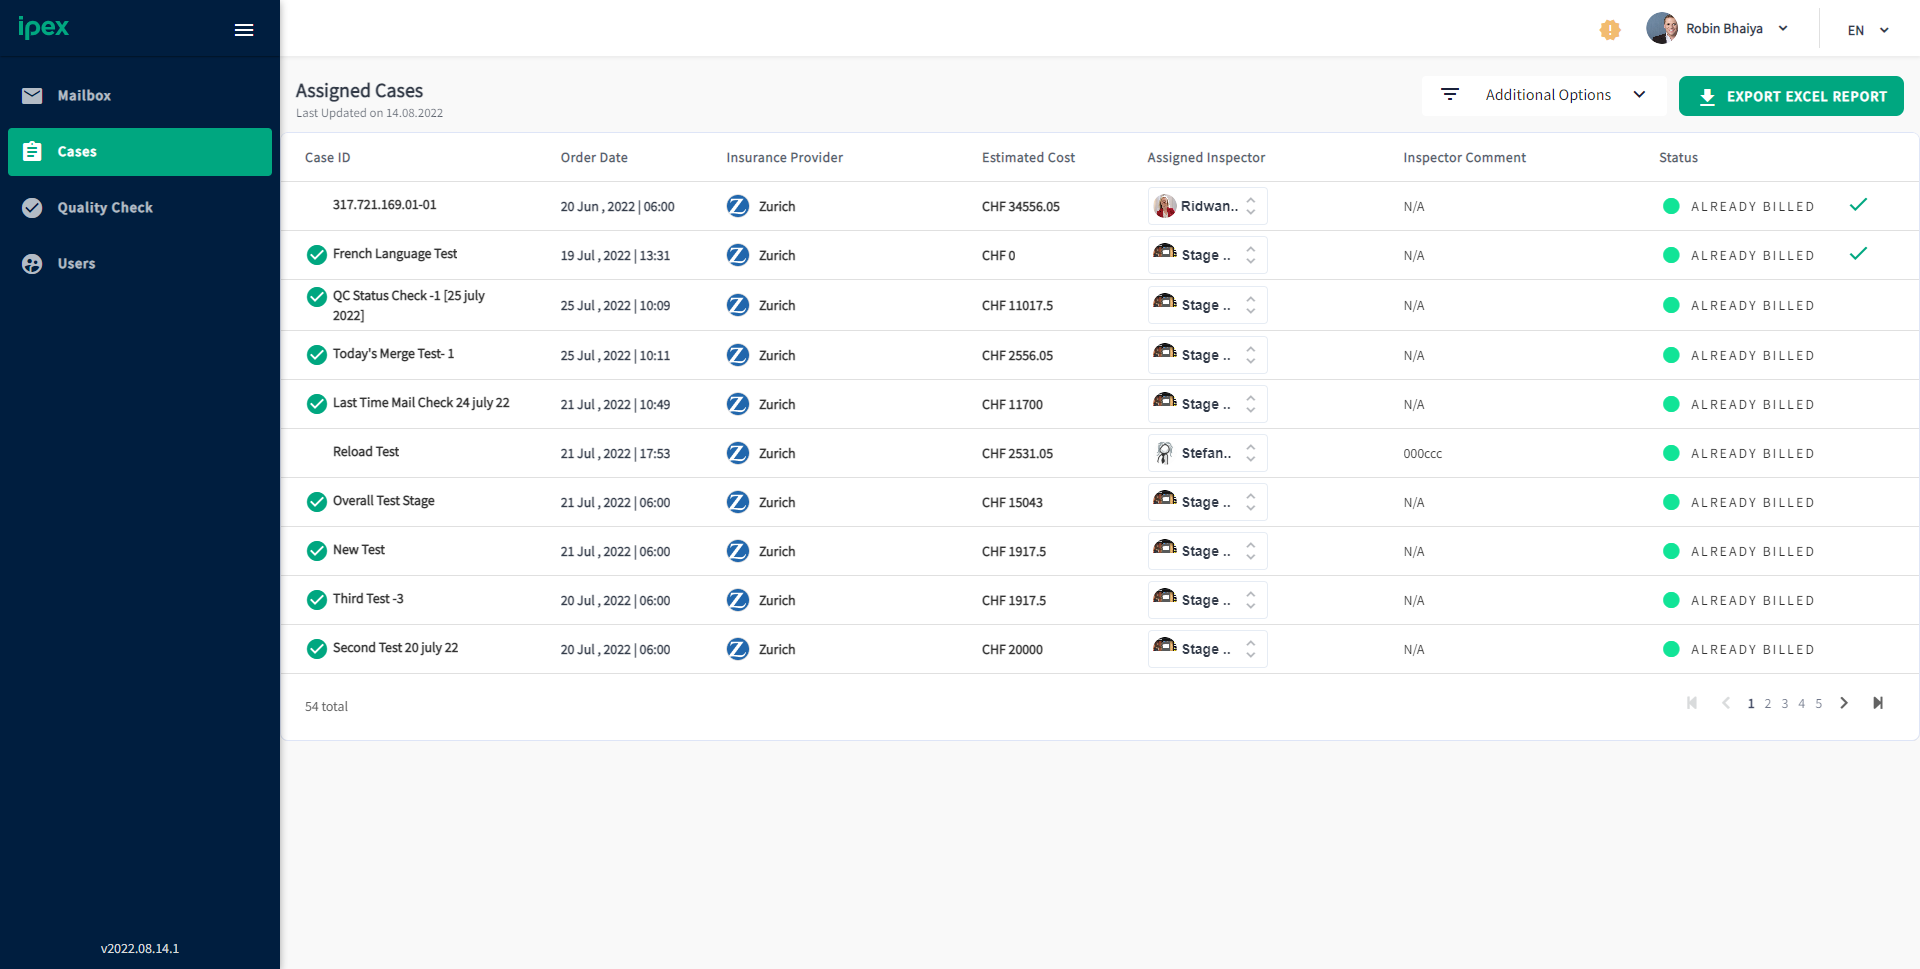 ipex
Robin Bhaiya
EN
Mailbox
Cases
Quality Check
Users
v2022.08.14.1
Assigned Cases
Last Updated on 14.08.2022
Additional Options
EXPORT EXCEL REPORT
Case ID Order Date Insurance Provider Estimated Cost Assigned Inspector Inspector Comment Status
317.721.169.01-01 20 Jun , 2022 | 06:00 Zurich CHF 34556.05 Ridwan.. N/A ALREADY BILLED
French Language Test 19 Jul , 2022 | 13:31 Zurich CHF 0 Stage .. N/A ALREADY BILLED
QC Status Check -1 [25 july
2022] 25 Jul , 2022 | 10:09 Zurich CHF 11017.5 Stage .. N/A ALREADY BILLED
Today's Merge Test- 1 25 Jul , 2022 | 10:11 Zurich CHF 2556.05 Stage .. N/A ALREADY BILLED
Last Time Mail Check 24 july 22 21 Jul , 2022 | 10:49 Zurich CHF 11700 Stage .. N/A ALREADY BILLED
Reload Test 21 Jul , 2022 | 17:53 Zurich CHF 2531.05 Stefan.. 000ccc ALREADY BILLED
Overall Test Stage 21 Jul , 2022 | 06:00 Zurich CHF 15043 Stage .. N/A ALREADY BILLED
New Test 21 Jul , 2022 | 06:00 Zurich CHF 1917.5 Stage .. N/A ALREADY BILLED
Third Test -3 20 Jul , 2022 | 06:00 Zurich CHF 1917.5 Stage .. N/A ALREADY BILLED
Second Test 20 july 22 20 Jul , 2022 | 06:00 Zurich CHF 20000 Stage .. N/A ALREADY BILLED
54 total
1 2 3 4 5